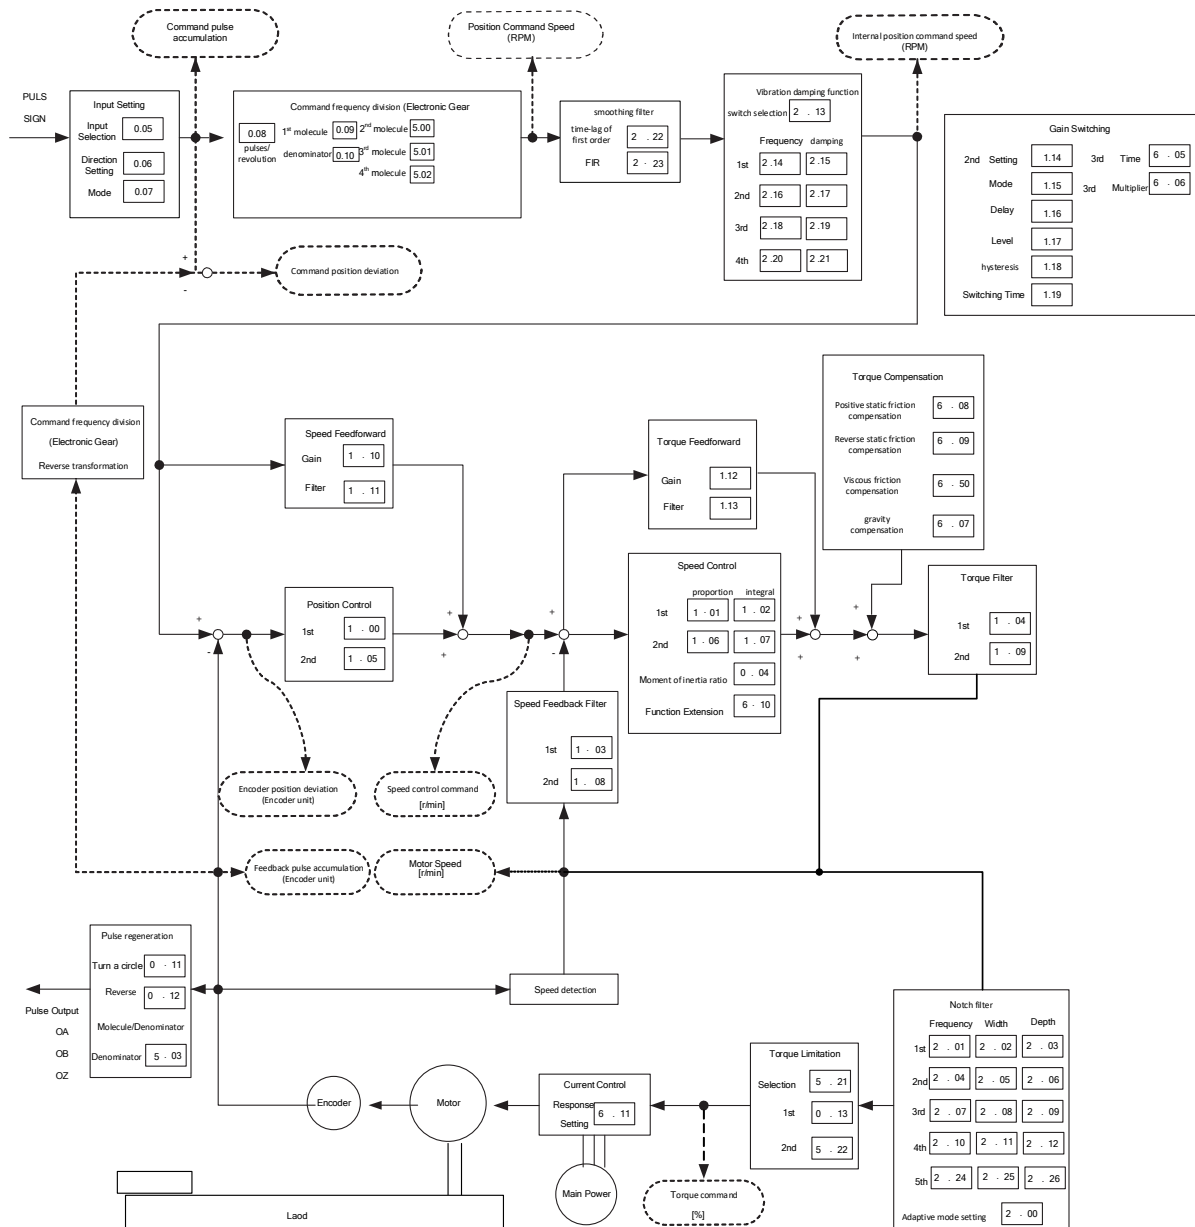 Command pulse
accumulation
Position Command Speed
(RPM)
Internal position command speed
(RPM)
PULS
SIGN
Input Setting
Input Selection 0.05
Direction Setting 0.06
Mode 0.07
Command frequency division (Electronic Gear
0.08 1st molecule 0.09 2nd molecule 5.00
pulses/ revolution denominator 0.10 3rd molecule 5.01
4th molecule 5.02
smoothing filter
time-lag of first order 2 . 22
FIR 2 . 23
Vibration damping function
switch selection 2 . 13
Frequency damping
1st 2 .14 2 .15
2nd 2 .16 2 .17
3rd 2 .18 2 .19
4th 2 .20 2 .21
Gain Switching
2nd Setting 1.14 3rd Time 6 . 05
Mode 1.15 3rd Multiplier 6 . 06
Delay 1.16
Level 1.17
hysteresis 1.18
Switching Time 1.19
+
-
Command position deviation
Command frequency division
(Electronic Gear)
Reverse transformation
Speed Feedforward
Gain 1 . 10
Filter 1 . 11
Torque Feedforward
Gain 1.12
Filter 1.13
Torque Compensation
Positive static friction compensation 6 . 08
Reverse static friction compensation 6 . 09
Viscous friction compensation 6 . 50
gravity compensation 6 . 07
+
-
Position Control
1st 1 . 00
2nd 1 . 05
+
+
+
-
Speed Control
proportion integral
1st 1 . 01 1 . 02
2nd 1 . 06 1 . 07
Moment of inertia ratio 0 . 04
Function Extension 6 . 10
+
+
+
+
Torque Filter
1st 1 . 04
2nd 1 . 09
Speed Feedback Filter
1st 1 . 03
2nd 1 . 08
Encoder position deviation
(Encoder unit)
Speed control command
[r/min]
Feedback pulse accumulation
(Encoder unit)
Motor Speed
[r/min]
Pulse regeneration
Turn a circle 0 . 11
Reverse 0 . 12
Molecule/Denominator
Denominator 5 . 03
Pulse Output
OA
OB
OZ
Speed detection
Notch filter
Frequency Width Depth
1st 2 . 01 2 . 02 2 . 03
2nd 2 . 04 2 . 05 2 . 06
3rd 2 . 07 2 . 08 2 . 09
4th 2 . 10 2 . 11 2 . 12
5th 2 . 24 2 . 25 2 . 26
Adaptive mode setting 2 . 00
Torque Limitation
Selection 5 . 21
1st 0 . 13
2nd 5 . 22
Current Control
Response Setting 6 . 11
Encoder
Motor
Main Power
Torque command
[%]
Laod